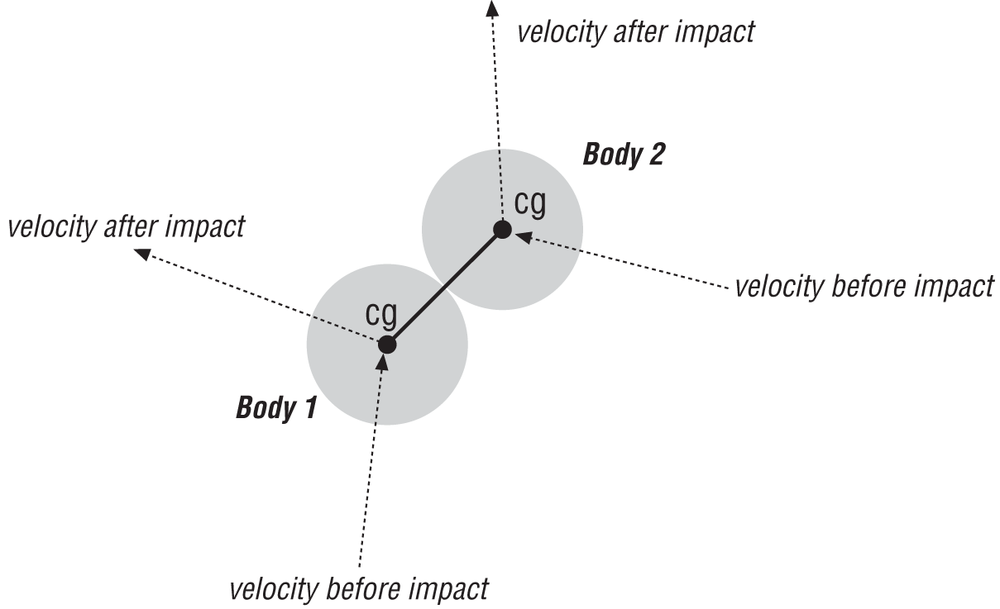 velocity after impact
Body 2
cg
velocity after impact
velocity before impact
cg
Body 1
velocity before impact